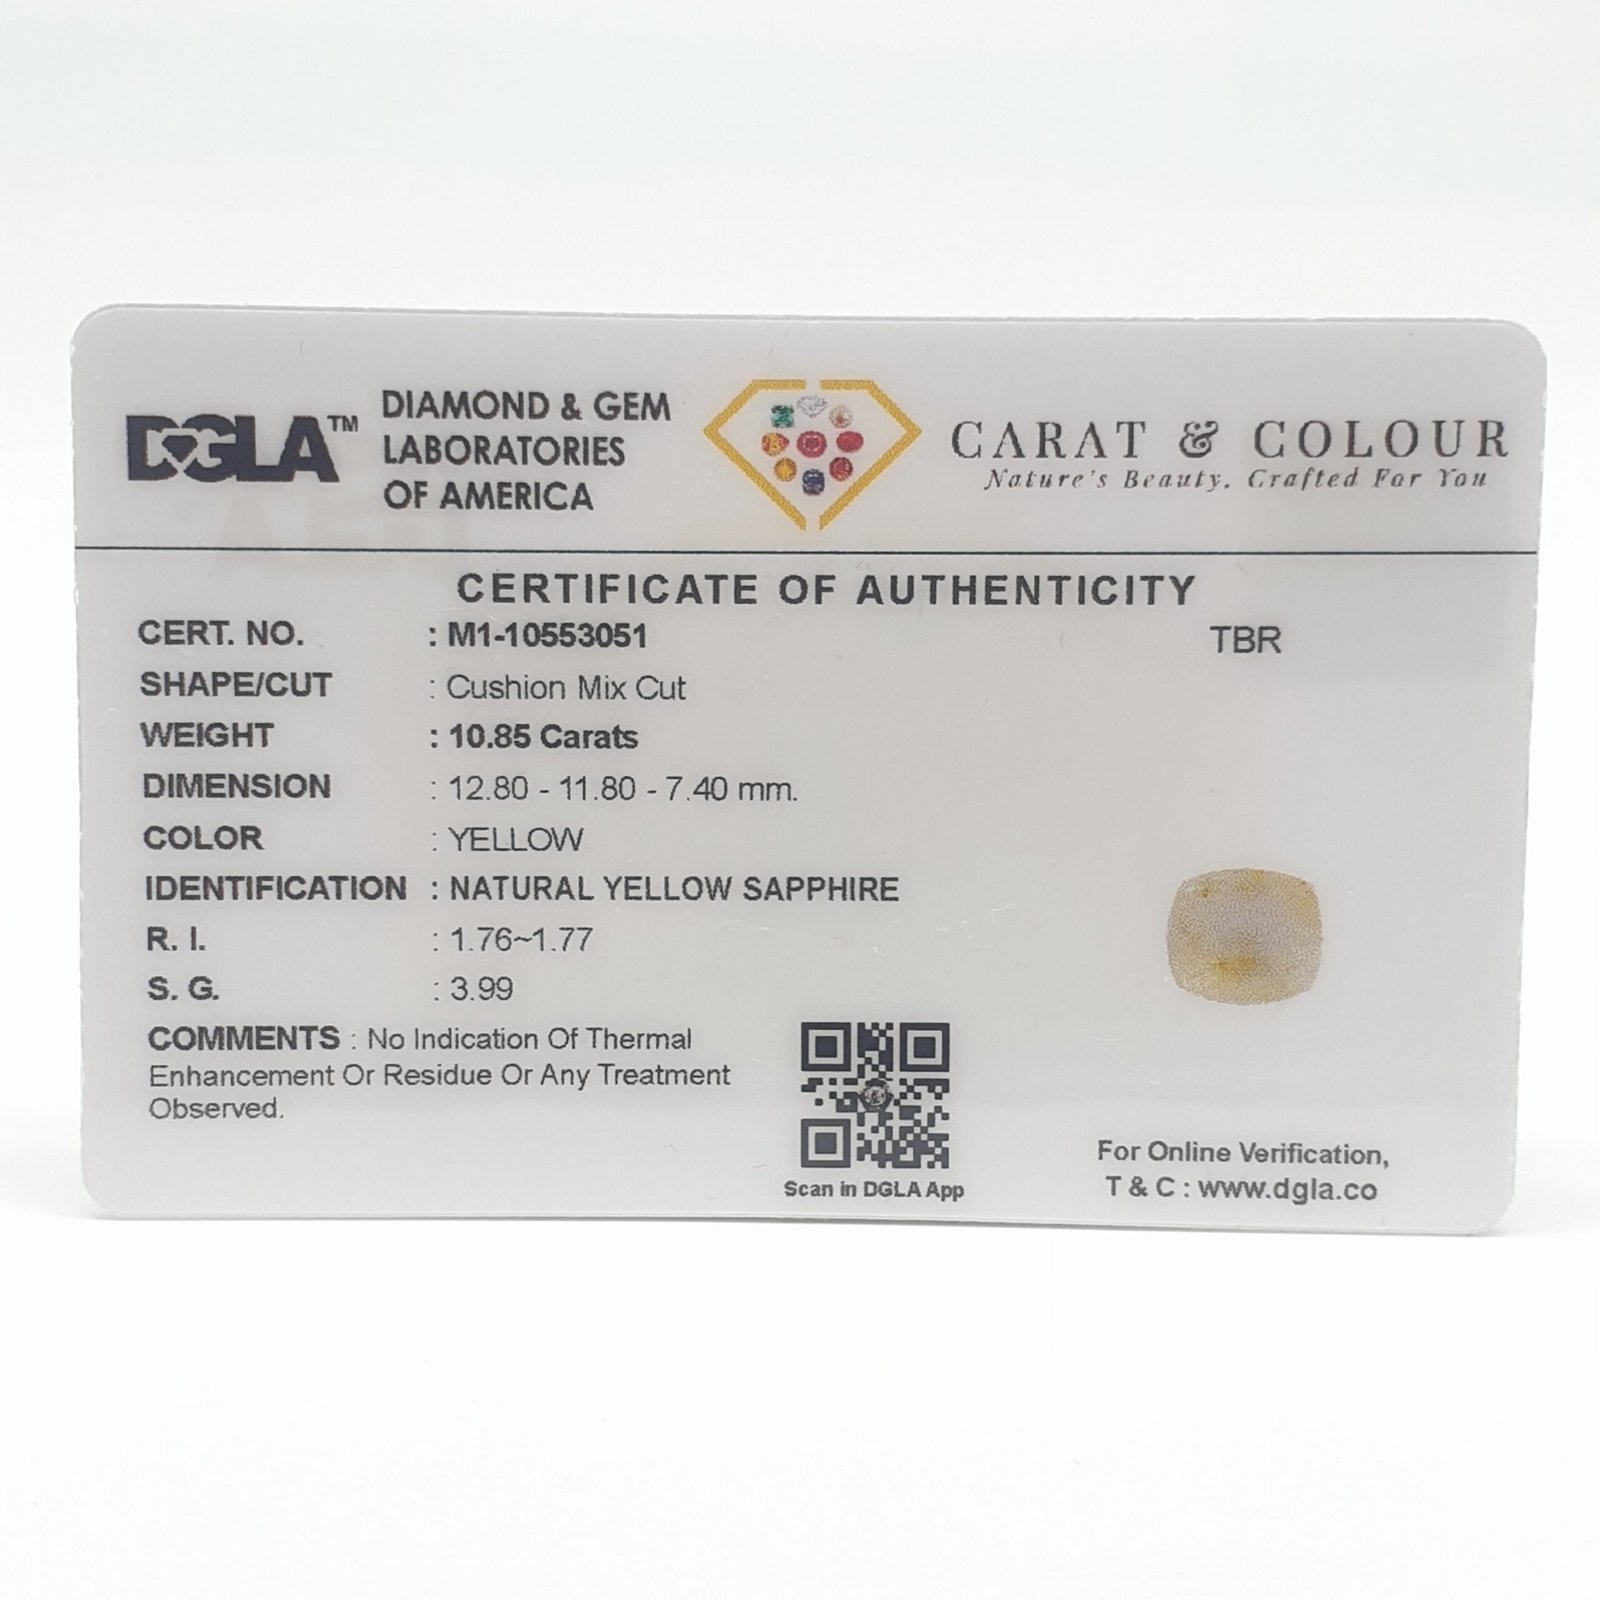 DGLA™
DIAMOND & GEM
LABORATORIES
OF AMERICA
CARAT & COLOUR
Nature's Beauty, Crafted For You
CERTIFICATE OF AUTHENTICITY
CERT. NO. : M1-10553051
TBR
SHAPE/CUT : Cushion Mix Cut
WEIGHT : 10.85 Carats
DIMENSION : 12.80 - 11.80 - 7.40 mm.
COLOR : YELLOW
IDENTIFICATION : NATURAL YELLOW SAPPHIRE
R. I. : 1.76~1.77
S. G. : 3.99
COMMENTS : No Indication Of Thermal
Enhancement Or Residue Or Any Treatment
Observed.
Scan in DGLA App
For Online Verification,
T & C : www.dgla.co